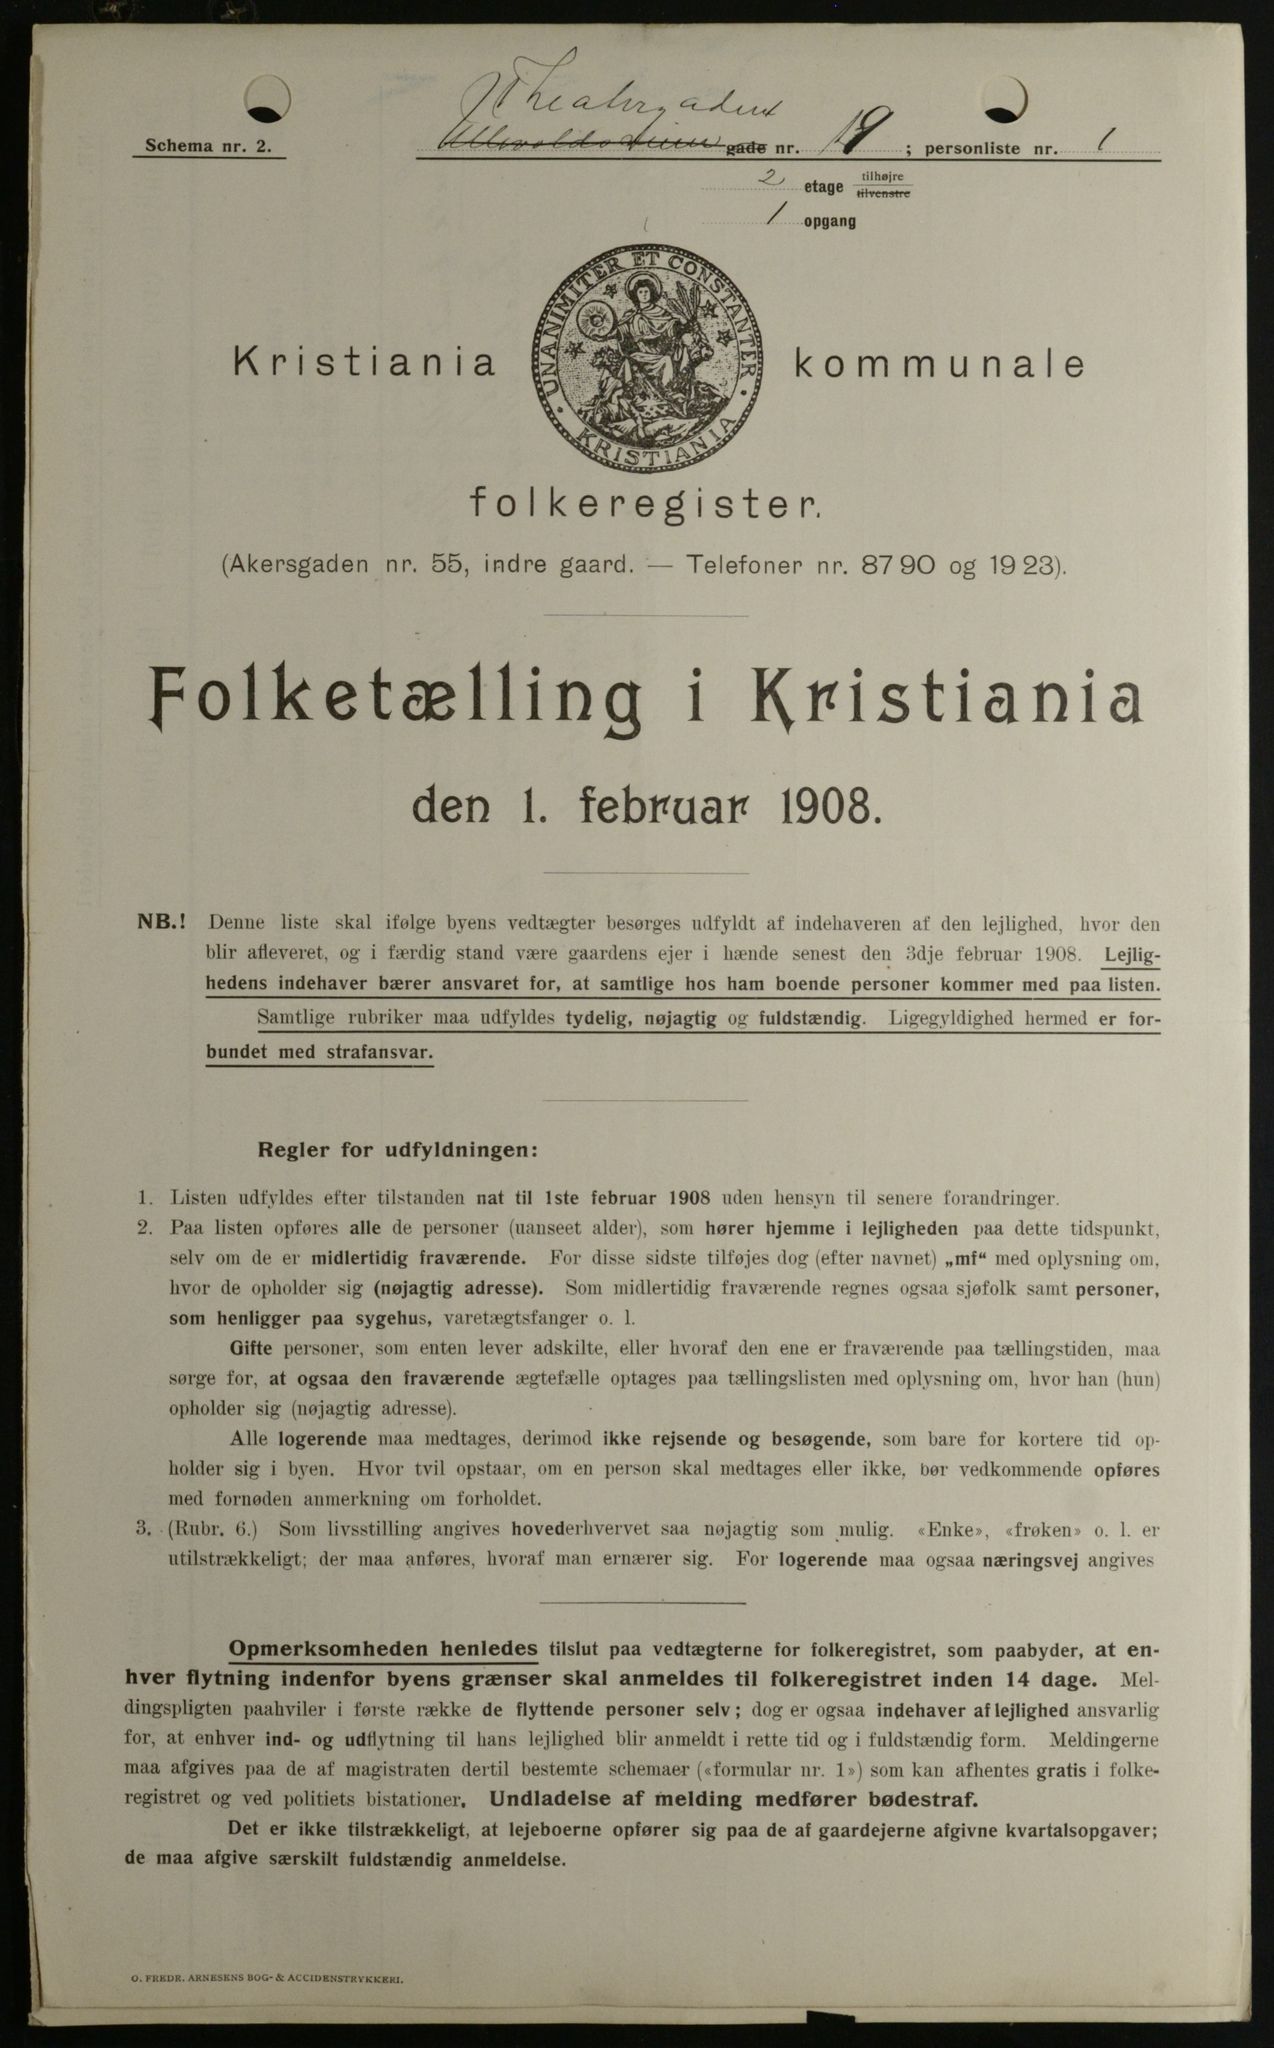 Theatergaden
Schema nr. 2. Ullevoldsveien gade nr. 19 ; personliste nr. 1
2 etage tilhøjre
tilvenstre
1 opgang
UNANIMITER ET CONSTANTER
KRISTIANIA
Kristiania kommunale
folkeregister.
(Akersgaden nr. 55, indre gaard. — Telefoner nr. 87 90 og 19 23).
Folketælling i Kristiania
den 1. februar 1908.
NB.! Denne liste skal ifølge byens vedtægter besørges udfyldt af indehaveren af den lejlighed, hvor den
blir afleveret, og i færdig stand være gaardens ejer i hænde senest den 3dje februar 1908. Lejlig-
hedens indehaver bærer ansvaret for, at samtlige hos ham boende personer kommer med paa listen.
Samtlige rubriker maa udfyldes tydelig, nøjagtig og fuldstændig. Ligegyldighed hermed er for-
bundet med strafansvar.
Regler for udfyldningen:
1. Listen udfyldes efter tilstanden nat til 1ste februar 1908 uden hensyn til senere forandringer.
2. Paa listen opføres alle de personer (uanseet alder), som hører hjemme i lejligheden paa dette tidspunkt,
selv om de er midlertidig fraværende. For disse sidste tilføjes dog (efter navnet) „mf“ med oplysning om,
hvor de opholder sig (nøjagtig adresse). Som midlertidig fraværende regnes ogsaa sjøfolk samt personer,
som henligger paa sygehus, varetægtsfanger o. l.
Gifte personer, som enten lever adskilte, eller hvoraf den ene er fraværende paa tællingstiden, maa
sørge for, at ogsaa den fraværende ægtefælle optages paa tællingslisten med oplysning om, hvor han (hun)
opholder sig (nøjagtig adresse).
Alle logerende maa medtages, derimod ikke rejsende og besøgende, som bare for kortere tid op-
holder sig i byen. Hvor tvil opstaar, om en person skal medtages eller ikke, bør vedkommende opføres
med fornøden anmerkning om forholdet.
3. (Rubr. 6.) Som livsstilling angives hovederhvervet saa nøjagtig som mulig. «Enke», «frøken» o. l. er
utilstrækkeligt; der maa anføres, hvoraf man ernærer sig. For logerende maa ogsaa næringsvej angives
Opmerksomheden henledes tilslut paa vedtægterne for folkeregistret, som paabyder, at en-
hver flytning indenfor byens grænser skal anmeldes til folkeregistret inden 14 dage. Mel-
dingspligten paahviler i første række de flyttende personer selv; dog er ogsaa indehaver af lejlighed ansvarlig
for, at enhver ind- og udflytning til hans lejlighed blir anmeldt i rette tid og i fuldstændig form. Meldingerne
maa afgives paa de af magistraten dertil bestemte schemaer («formular nr. 1») som kan afhentes gratis i folke-
registret og ved politiets bistationer. Undladelse af melding medfører bødestraf.
Det er ikke tilstrækkeligt, at lejeboerne opfører sig paa de af gaardejerne afgivne kvartalsopgaver;
de maa afgive særskilt fuldstændig anmeldelse.
O. FREDR. ARNESENS BOG- & ACCIDENSTRYKKERI.